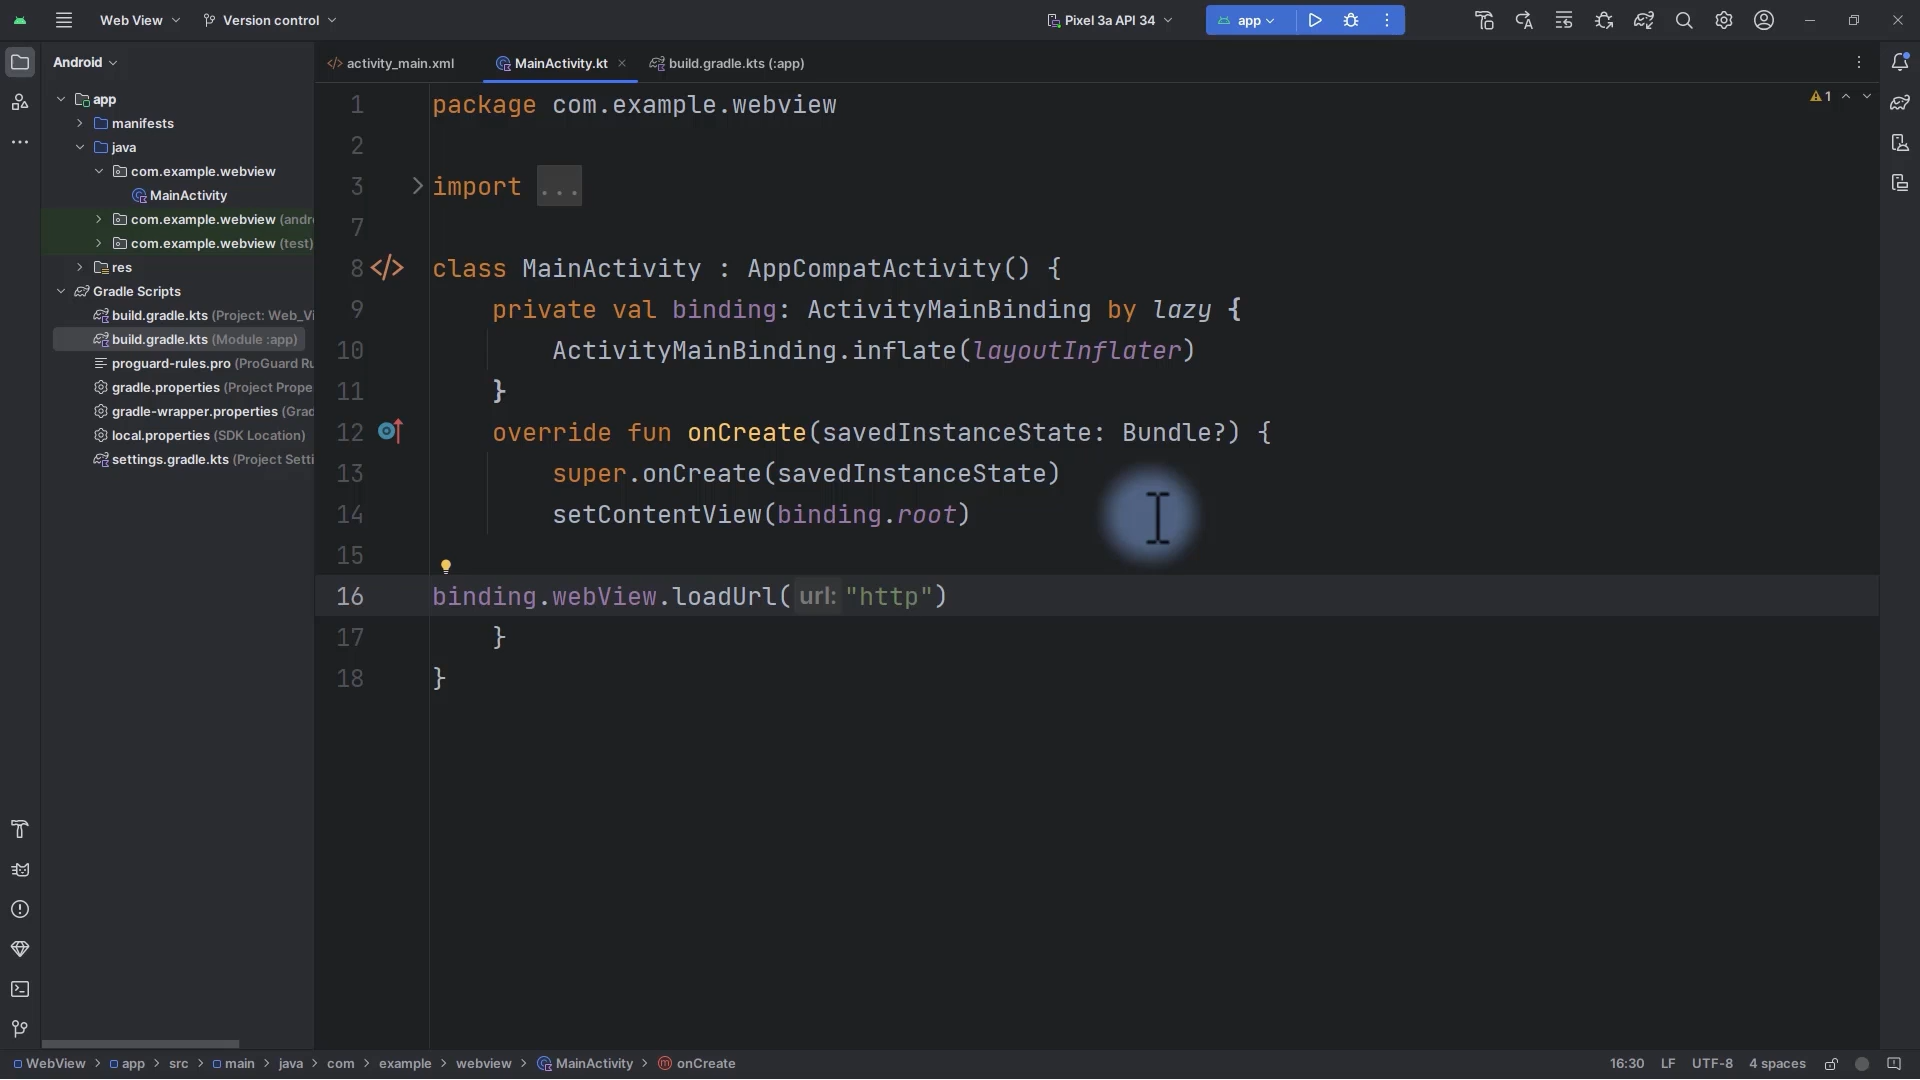 Web View
Version control
Pixel 3a API 34
app
Android
activity_main.xml
MainActivity.kt
build.gradle.kts (:app)
app
manifests
java
com.example.webview
MainActivity
com.example.webview (andr
com.example.webview (test)
res
Gradle Scripts
build.gradle.kts (Project: Web_Vi
build.gradle.kts (Module :app)
proguard-rules.pro (ProGuard Ru
gradle.properties (Project Prope
gradle-wrapper.properties (Grad
local.properties (SDK Location)
settings.gradle.kts (Project Setti
1
1 package com.example.webview
2
3 import ...
7
8 class MainActivity : AppCompatActivity() {
9 private val binding: ActivityMainBinding by lazy {
10 ActivityMainBinding.inflate(layoutInflater)
11 }
12 override fun onCreate(savedInstanceState: Bundle?) {
13 super.onCreate(savedInstanceState)
14 setContentView(binding.root)
15
16 binding.webView.loadUrl( url: "http")
17 }
18 }
WebView > app > src > main > java > com > example > webview > MainActivity > onCreate
16:30 LF UTF-8 4 spaces